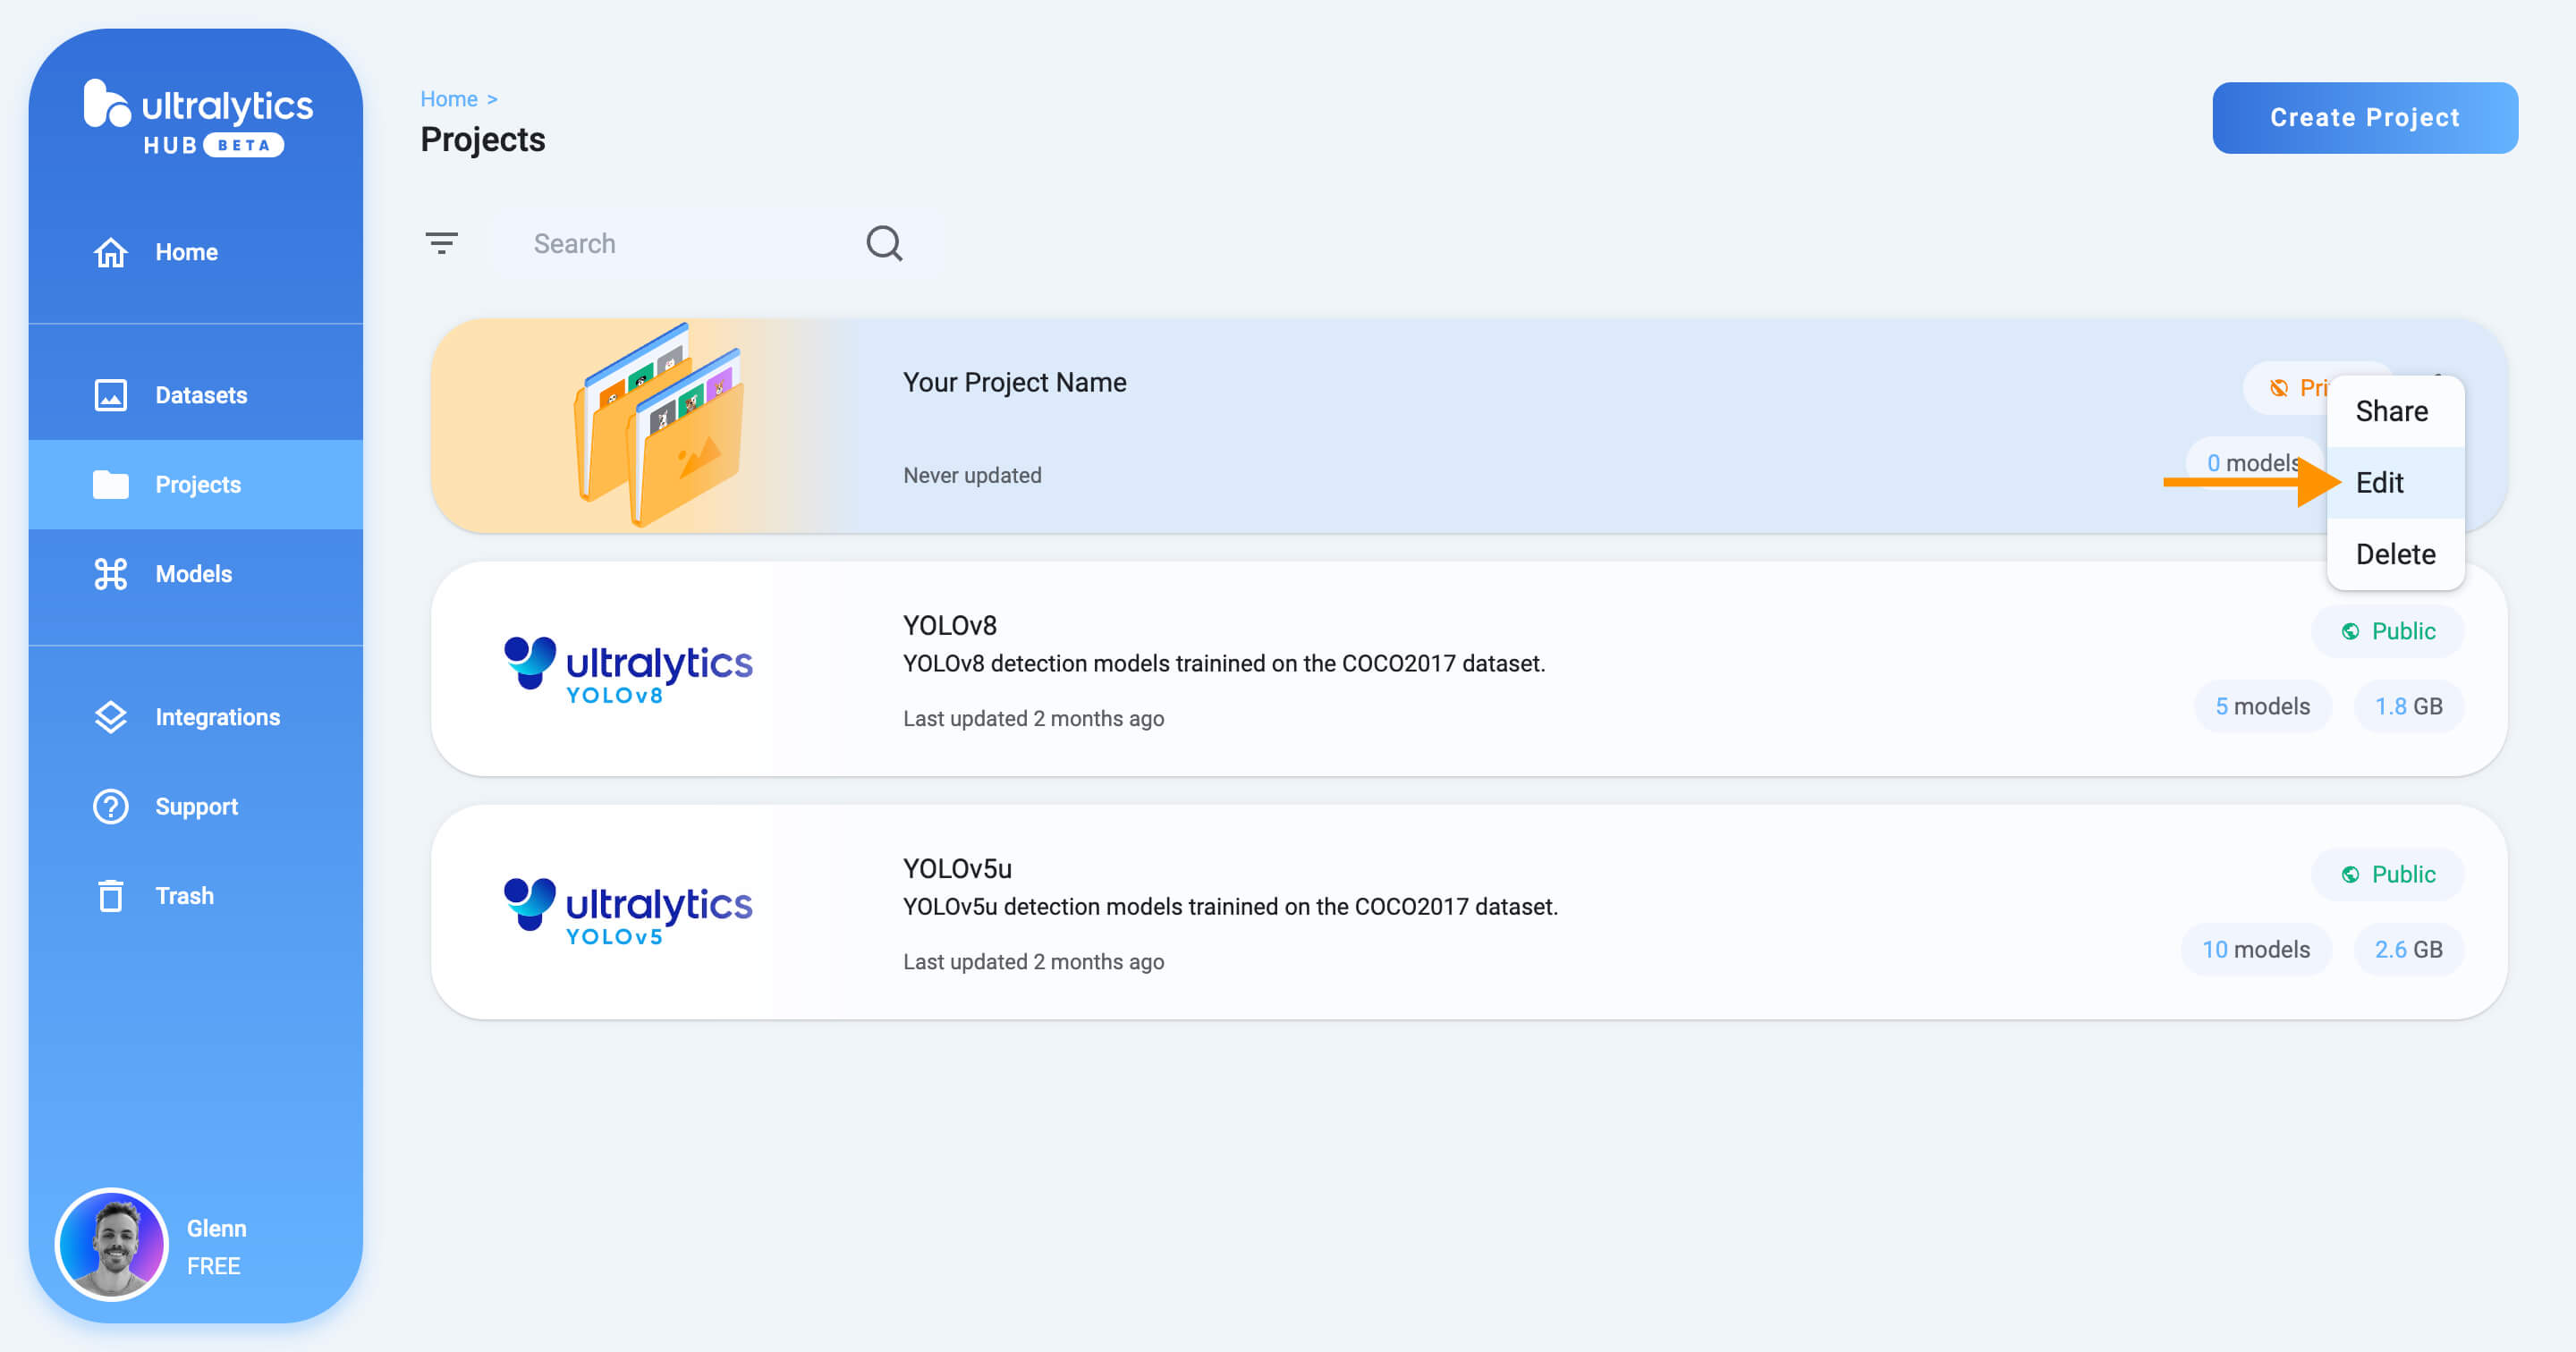 ultralytics
HUB BETA
Home
Datasets
Projects
Models
Integrations
Support
Trash
Glenn
FREE
Home >
Projects
Create Project
Search
Your Project Name
Never updated
0 models
Share
Edit
Delete
ultralytics
YOLOv8
YOLOv8
YOLOv8 detection models trainined on the COCO2017 dataset.
Last updated 2 months ago
Public
5 models
1.8 GB
ultralytics
YOLOv5
YOLOv5u
YOLOv5u detection models trainined on the COCO2017 dataset.
Last updated 2 months ago
Public
10 models
2.6 GB